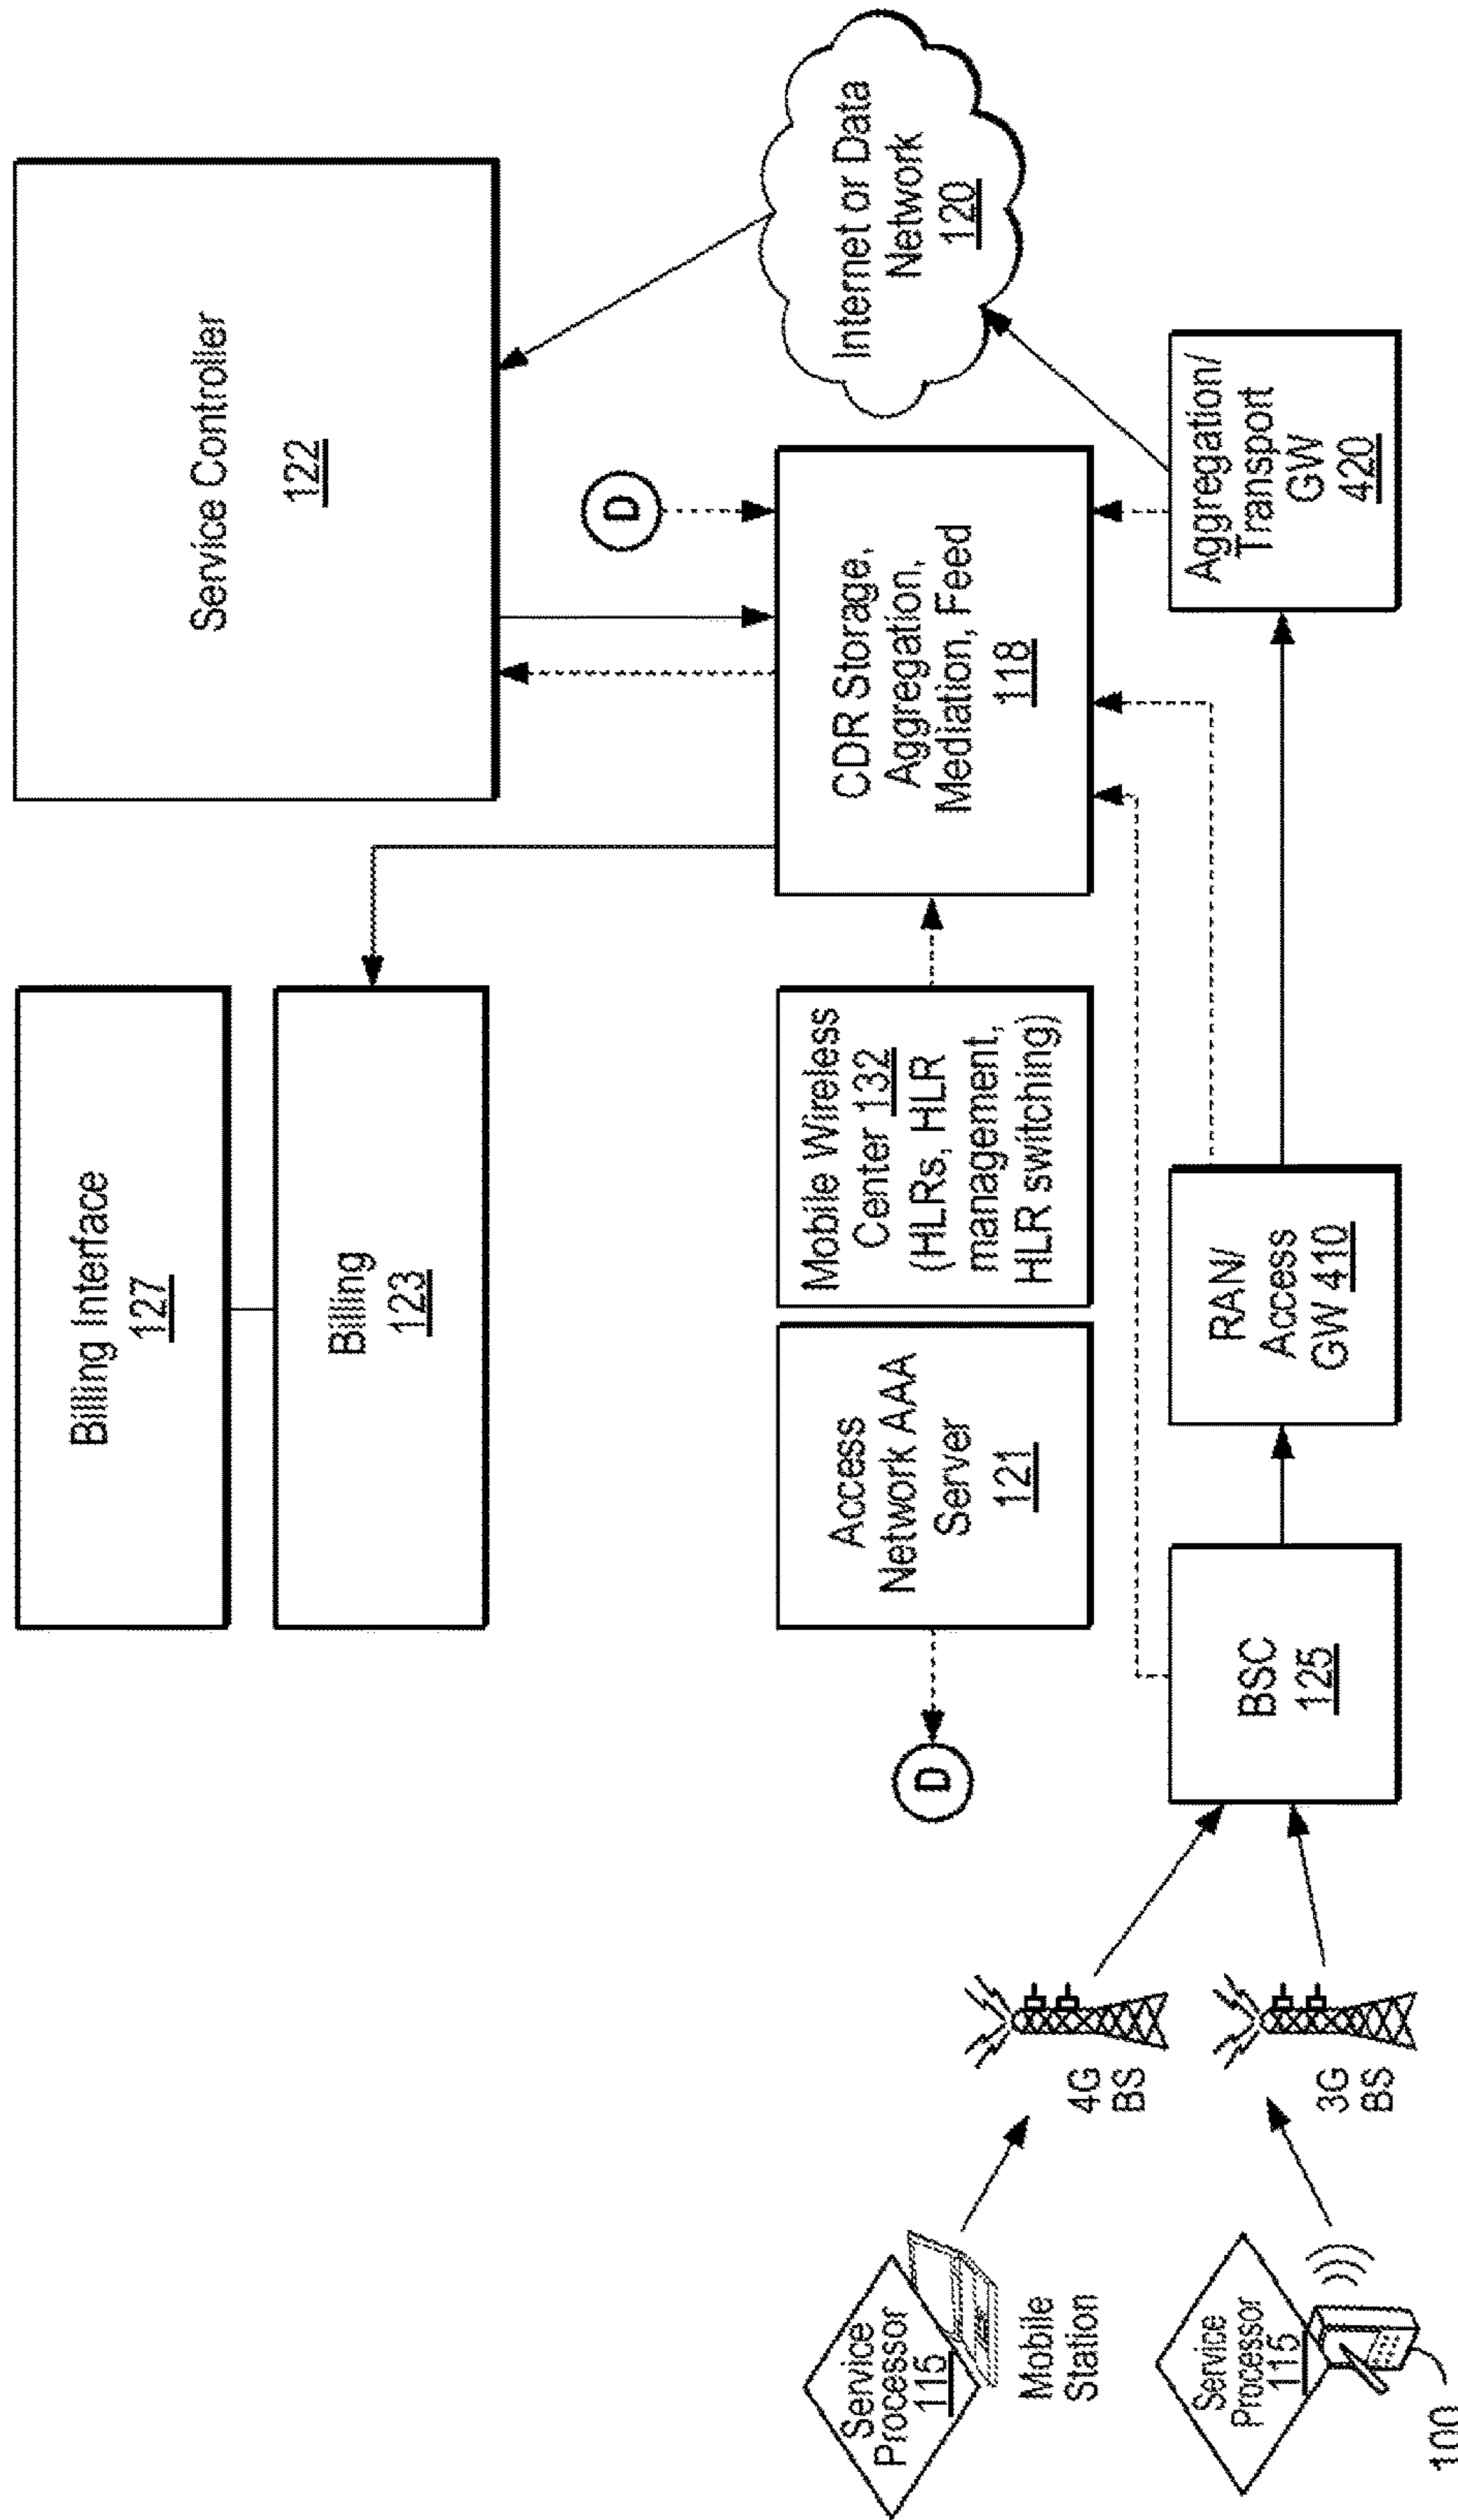 Billing Interface
127
Service Controller
122
Billing
123
D
Access
Network AAA
Server
121
Mobile Wireless
Center 132
(HLRs, HLR
management,
HLR switching)
CDR Storage,
Aggregation,
Mediation, Feed
118
Internet or Data
Network
120
D
Service
Processor
115
Mobile
Station
4G
BS
Service
Processor
115
100
3G
BS
BSC
125
RAN/
Access
GW 410
Aggregation/
Transport
GW
420